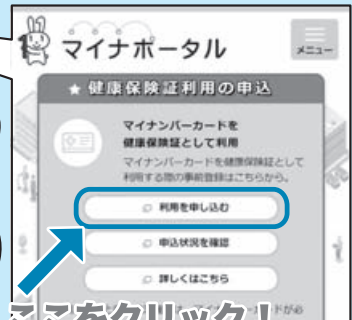 マイナポータル
メニュー
★ 健康保険証利用の申込
マイナンバーカードを
健康保険証として利用
マイナンバーカードを健康保険証として
利用する際の事前登録はこちらから。
利用を申し込む
申込状況を確認
詳しくはこちら
ここをクリック!